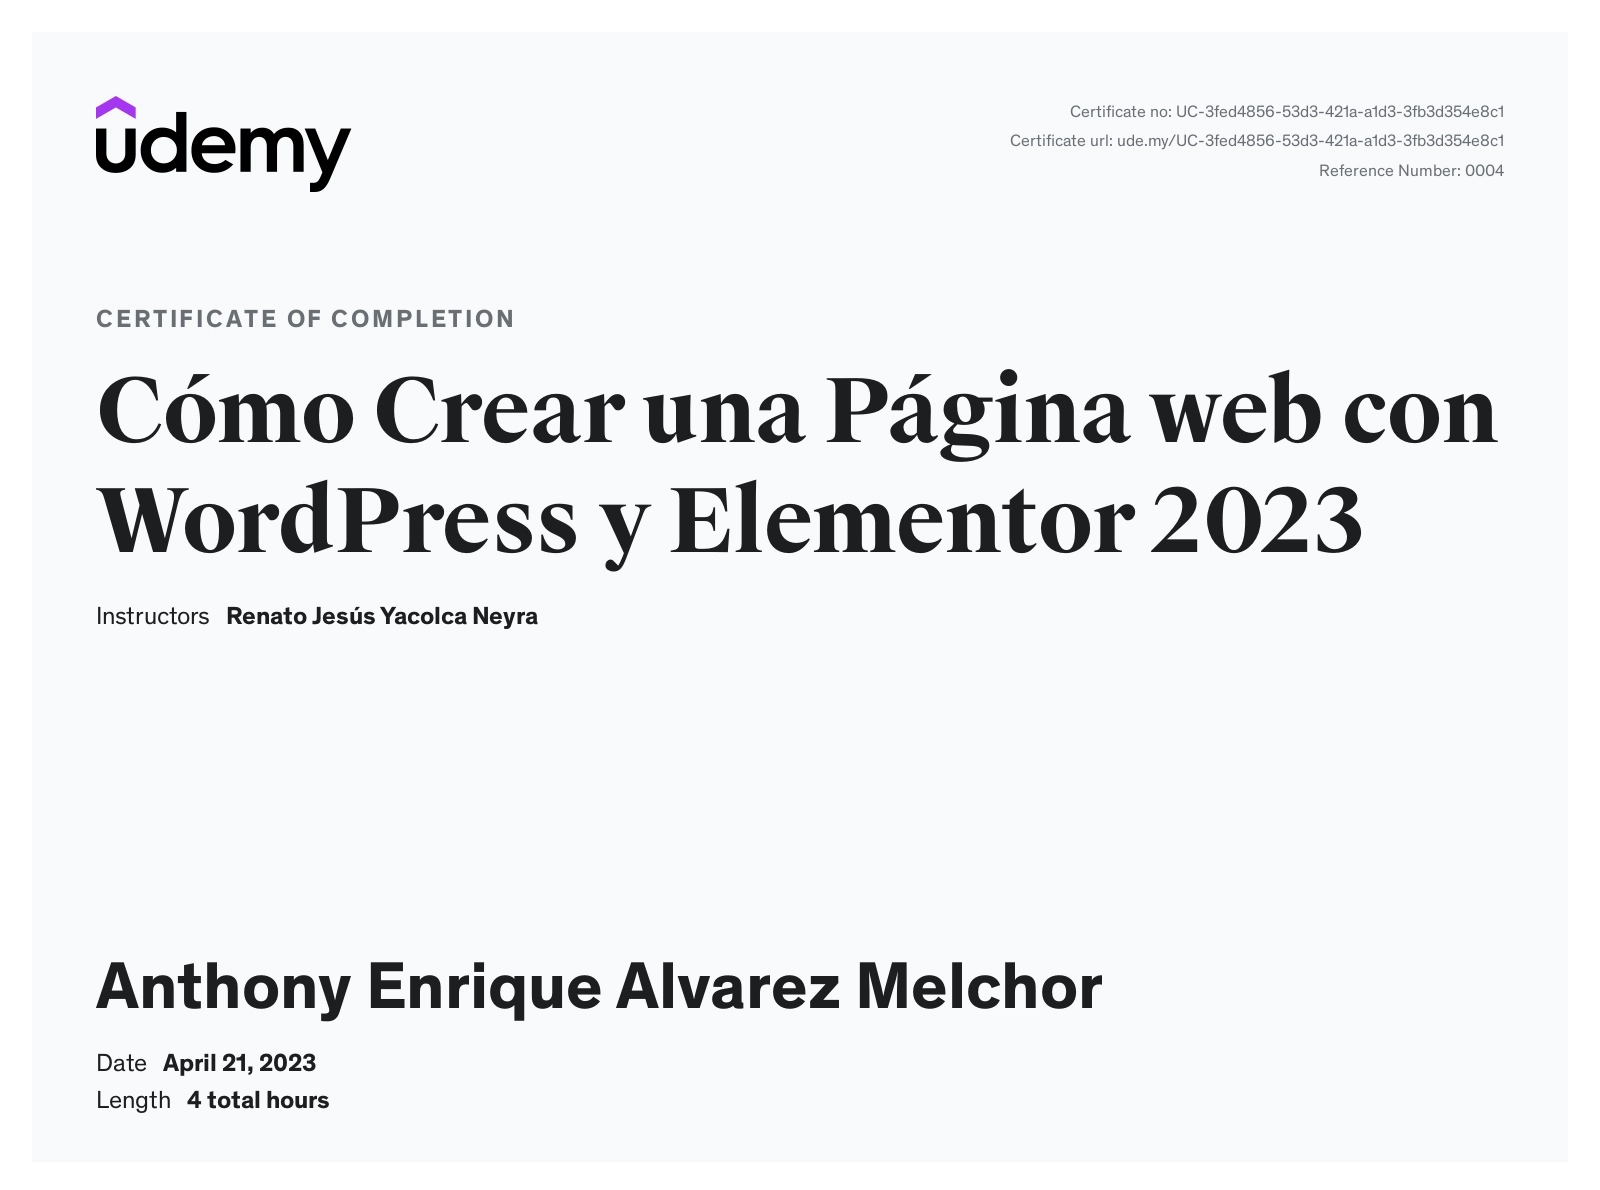 udemy
Certificate no: UC-3fed4856-53d3-421a-a1d3-3fb3d354e8c1
Certificate url: ude.my/UC-3fed4856-53d3-421a-a1d3-3fb3d354e8c1
Reference Number: 0004
CERTIFICATE OF COMPLETION
Cómo Crear una Página web con
WordPress y Elementor 2023
Instructors Renato Jesús Yacolca Neyra
Anthony Enrique Alvarez Melchor
Date April 21, 2023
Length 4 total hours